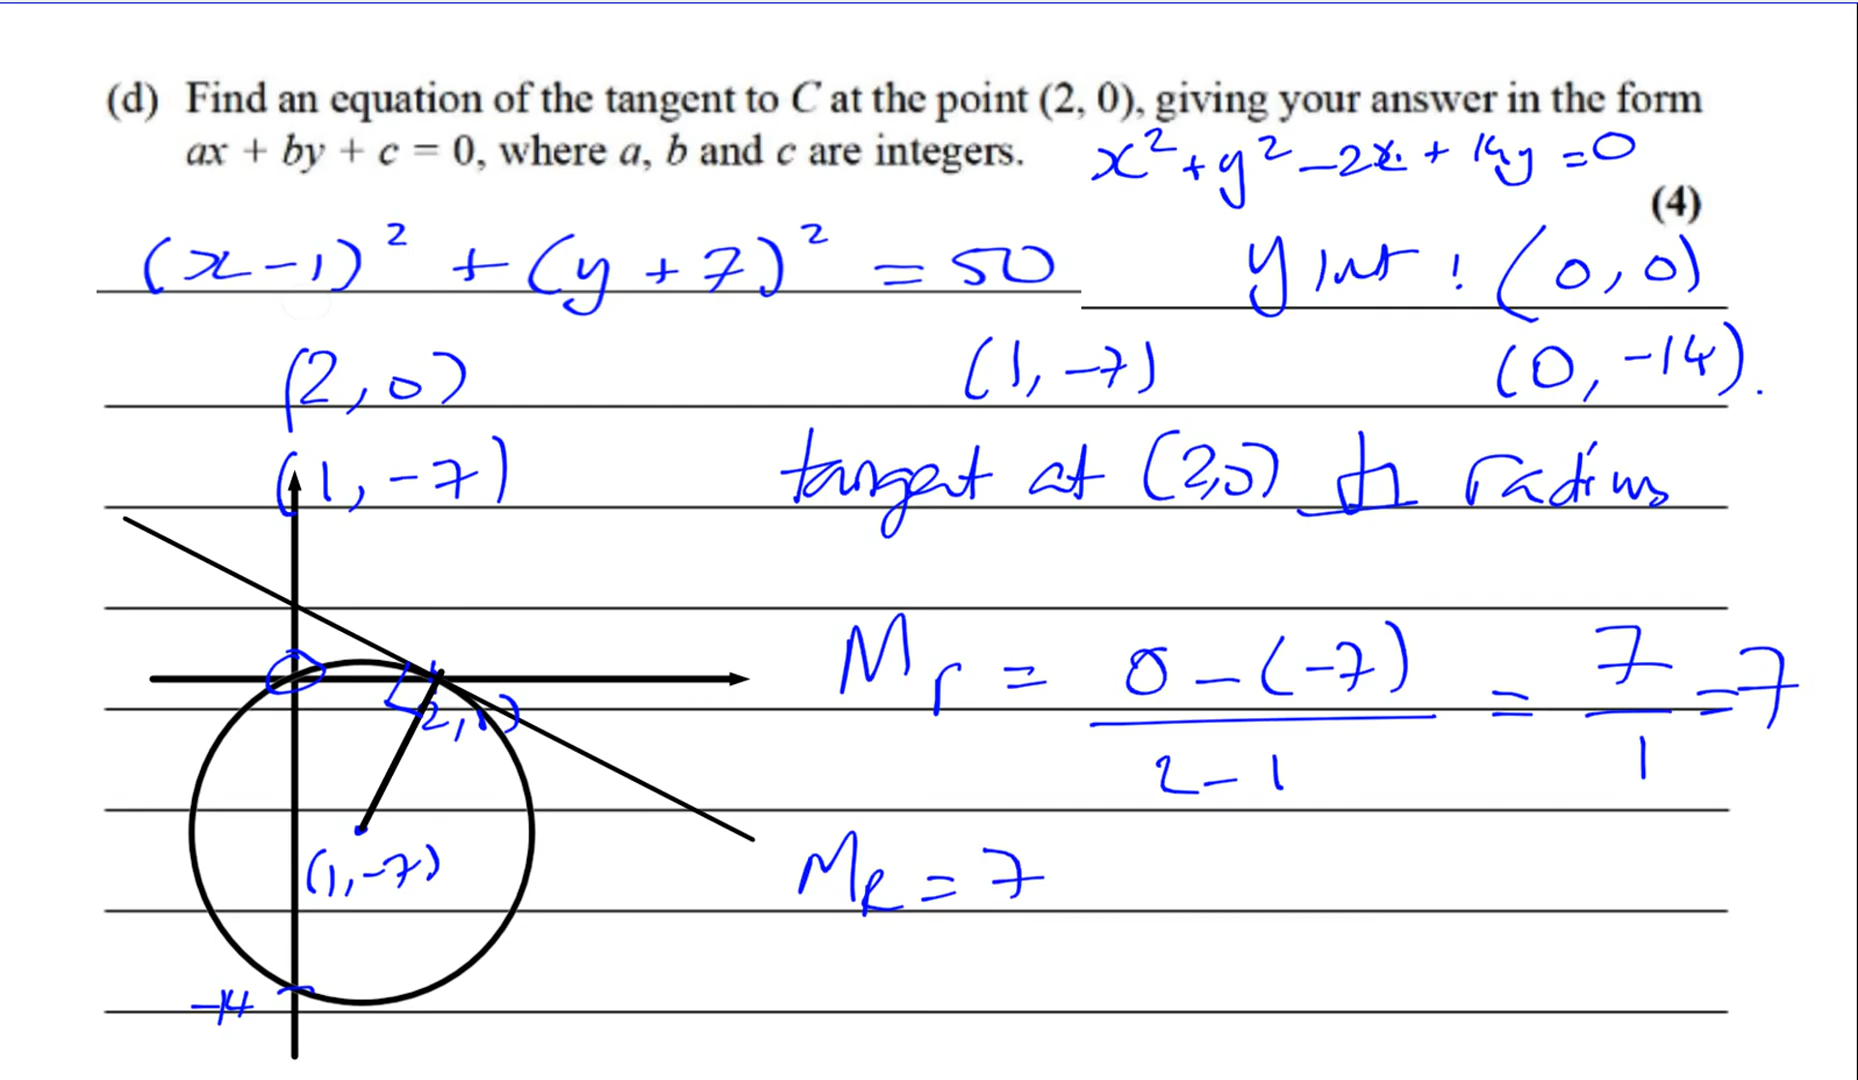 (d) Find an equation of the tangent to C at the point (2, 0), giving your answer in the form
ax + by + c = 0, where a, b and c are integers.
x² + y² - 2x + 14y = 0
(4)
(x-1)² + (y+7)² = 50
y int : (0,0)
(2,0)
(1,-7)
(0,-14).
(1,-7)
tangent at (2,0) ⊥ radius
M_r = 0-(-7) / 2-1 = 7/1 = 7
(2,0)
(1,-7)
M_R = 7
-14